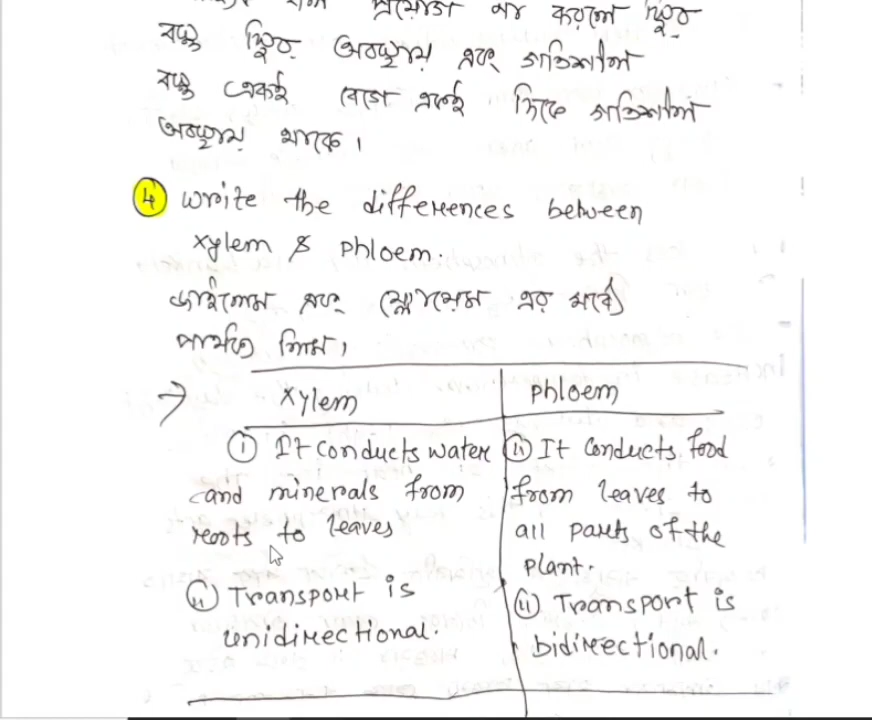 প্রয়োগ না করলে স্থির
বস্তু স্থির অবস্থায় এবং গতিশীল
বস্তু একই বেগে একই দিকে গতিশীল
অবস্থায় থাকে।
4 Write the differences between
xylem & phloem.
জাইলেম এবং ফ্লোয়েম এর মধ্যে
পার্থক্য লিখ।
→ Xylem | Phloem
(i) It conducts water | (i) It conducts food
and minerals from | from leaves to
roots to leaves | all parts of the
plant.
(ii) Transport is | (ii) Transport is
unidirectional. | bidirectional.